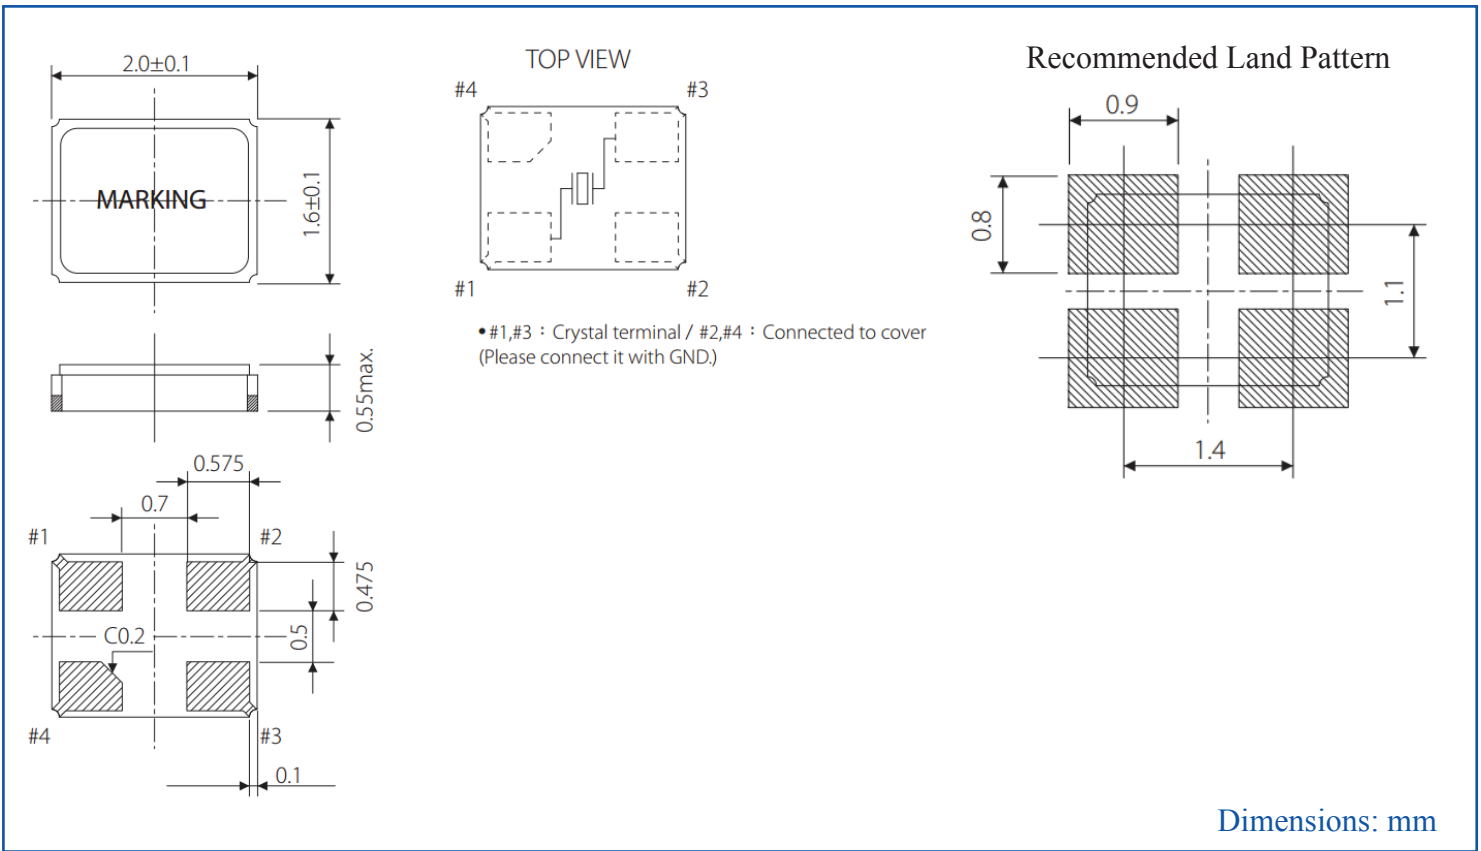 2.0±0.1
MARKING
1.6±0.1
0.55max.
0.575
0.7
#1
#2
0.475
0.5
C0.2
#4
#3
0.1
TOP VIEW
#4
#3
#1
#2
•#1,#3 : Crystal terminal / #2,#4 : Connected to cover
(Please connect it with GND.)
Recommended Land Pattern
0.9
0.8
1.1
1.4
Dimensions: mm